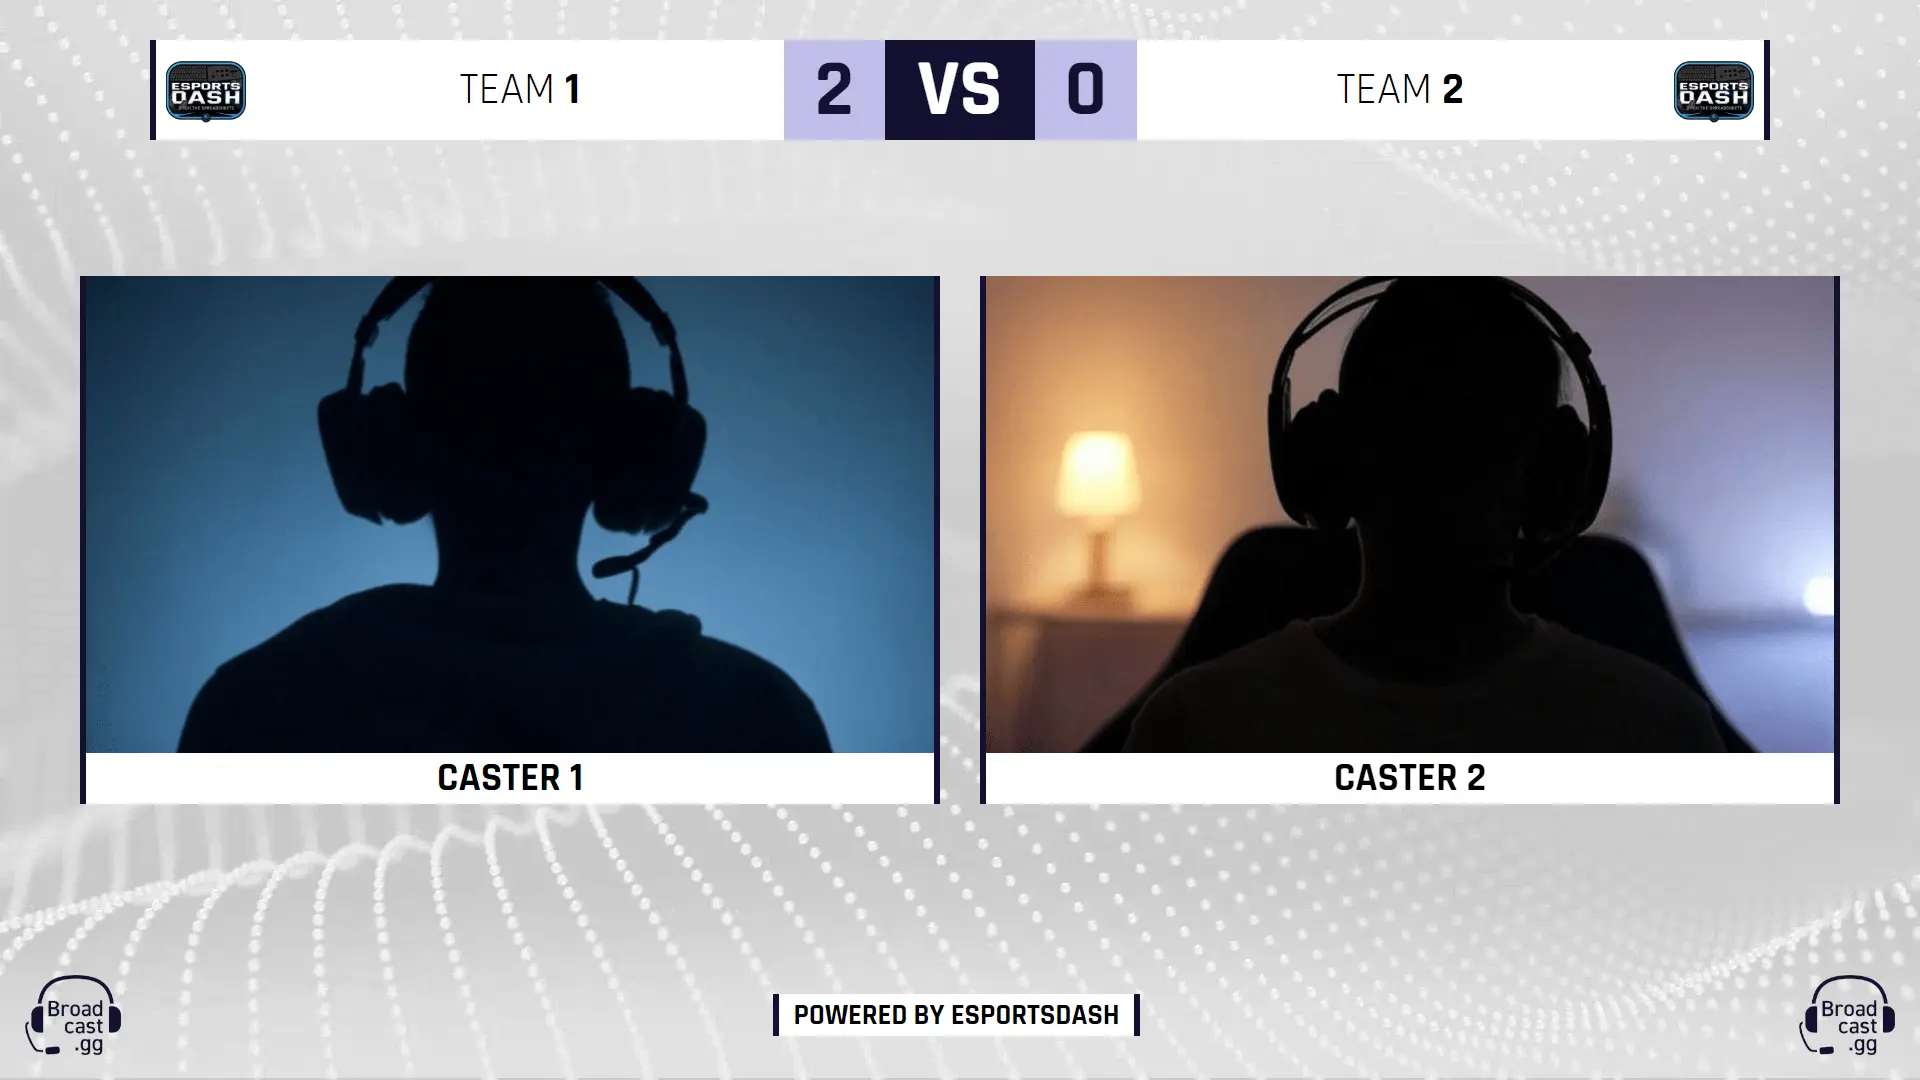 ESPORTS
DASH
TEAM 1
2
VS
0
TEAM 2
ESPORTS
DASH
CASTER 1
CASTER 2
Broad
cast
.gg
POWERED BY ESPORTSDASH
Broad
cast
.gg